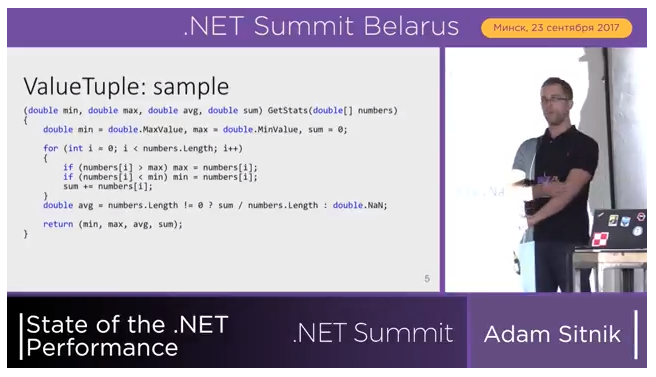 .NET Summit Belarus
Минск, 23 сентября 2017
ValueTuple: sample
(double min, double max, double avg, double sum) GetStats(double[] numbers)
{
    double min = double.MaxValue, max = double.MinValue, sum = 0;
    for (int i = 0; i < numbers.Length; i++)
    {
        if (numbers[i] > max) max = numbers[i];
        if (numbers[i] < min) min = numbers[i];
        sum += numbers[i];
    }
    double avg = numbers.Length != 0 ? sum / numbers.Length : double.NaN;
    return (min, max, avg, sum);
}
5
State of the .NET
Performance
.NET Summit
Adam Sitnik